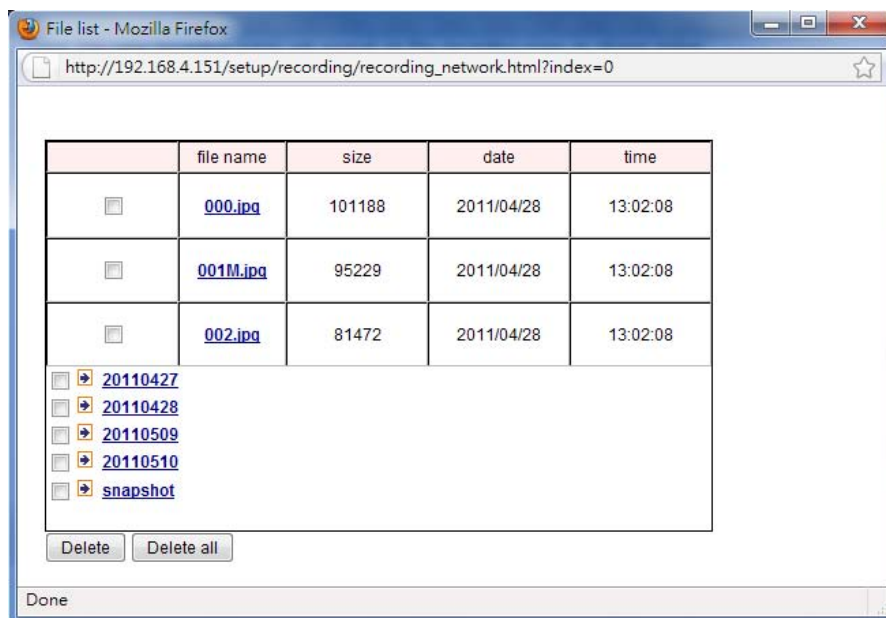 File list - Mozilla Firefox
http://192.168.4.151/setup/recording/recording_network.html?index=0
file name size date time
000.jpg 101188 2011/04/28 13:02:08
001M.jpg 95229 2011/04/28 13:02:08
002.jpg 81472 2011/04/28 13:02:08
20110427
20110428
20110509
20110510
snapshot
Delete Delete all
Done